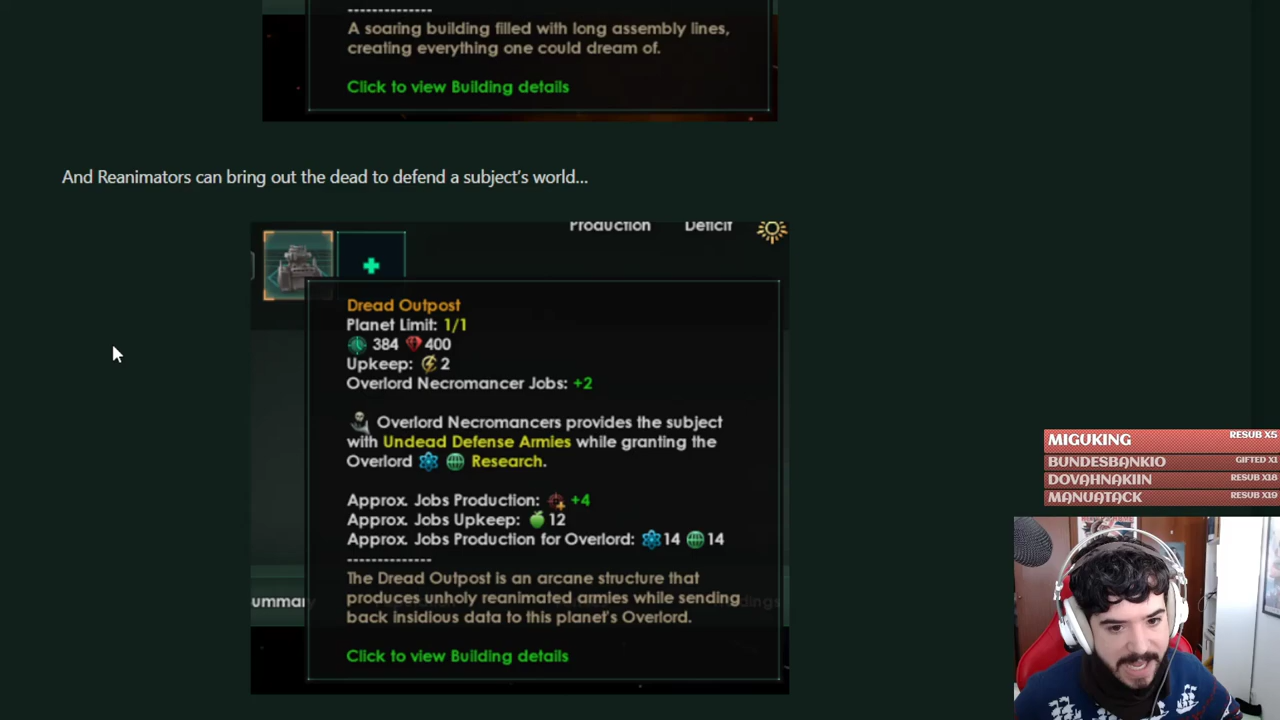 --------------
A soaring building filled with long assembly lines,
creating everything one could dream of.
Click to view Building details
And Reanimators can bring out the dead to defend a subject's world...
Production Deficit
Dread Outpost
Planet Limit: 1/1
384 400
Upkeep: 2
Overlord Necromancer Jobs: +2
Overlord Necromancers provides the subject
with Undead Defense Armies while granting the
Overlord Research.
Approx. Jobs Production: +4
Approx. Jobs Upkeep: 12
Approx. Jobs Production for Overlord: 14 14
--------------
The Dread Outpost is an arcane structure that
produces unholy reanimated armies while sending
back insidious data to this planet's Overlord.
Click to view Building details
ummary
MIGUKING RESUB X5
BUNDESBANKIO GIFTED X1
DOVAHNAKIIN RESUB X18
MANUATACK RESUB X19